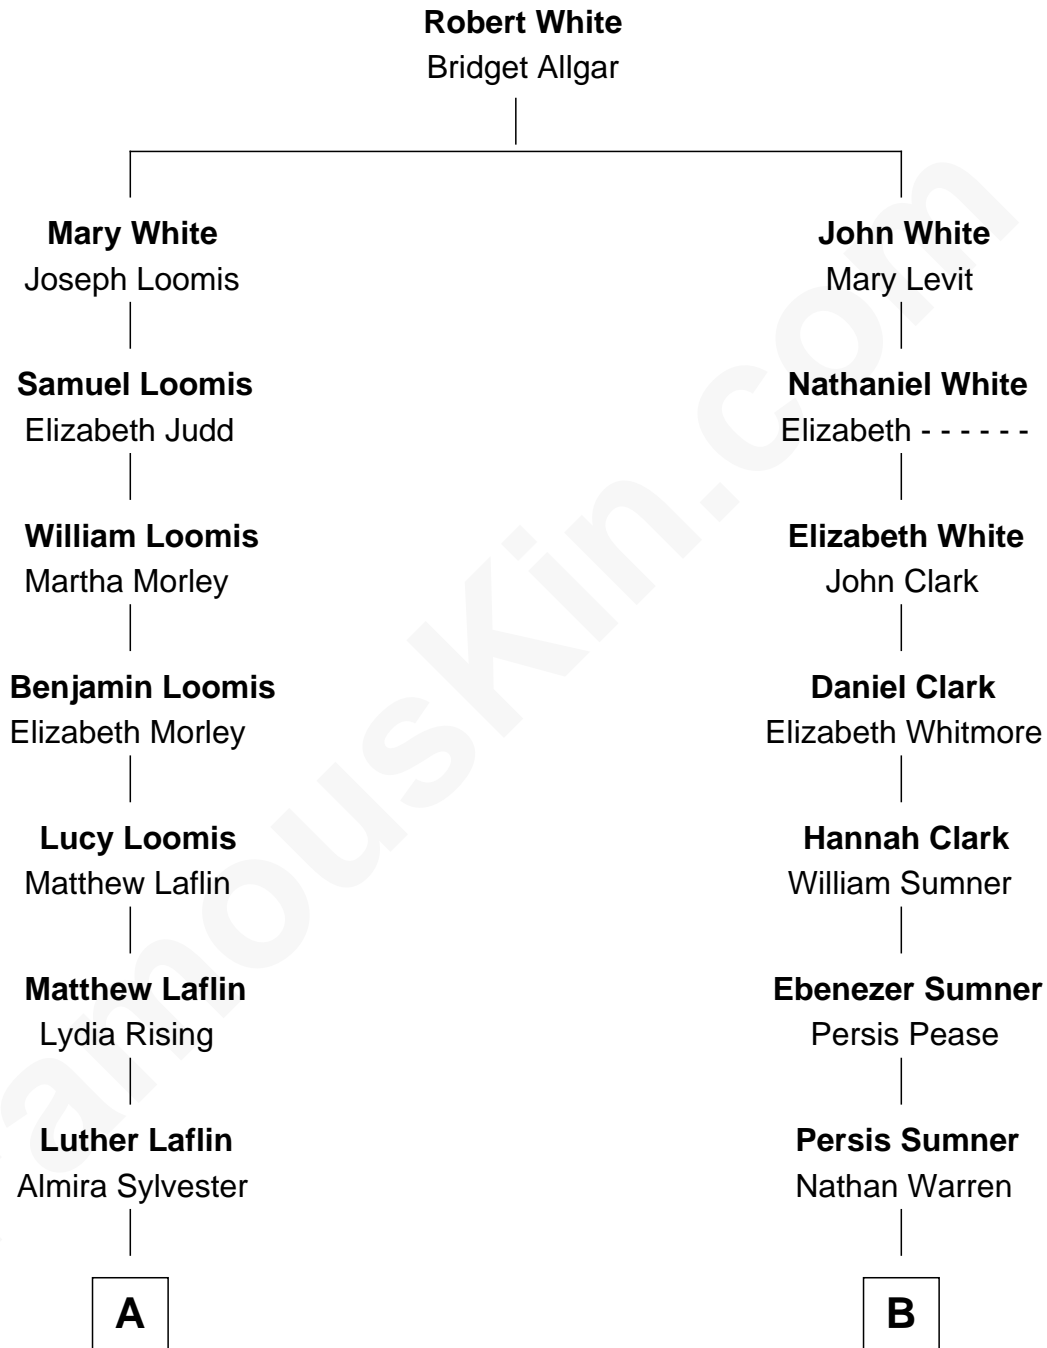 Robert White
Bridget Allgar
Mary White
Joseph Loomis
John White
Mary Levit
Samuel Loomis
Elizabeth Judd
Nathaniel White
Elizabeth - - - - - -
William Loomis
Martha Morley
Elizabeth White
John Clark
Benjamin Loomis
Elizabeth Morley
Daniel Clark
Elizabeth Whitmore
Lucy Loomis
Matthew Laflin
Hannah Clark
William Sumner
Matthew Laflin
Lydia Rising
Ebenezer Sumner
Persis Pease
Luther Laflin
Almira Sylvester
Persis Sumner
Nathan Warren
A
B
amouskin.com